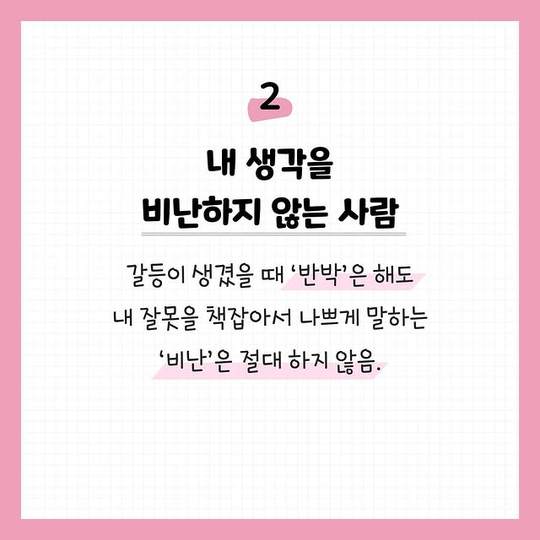 2
내 생각을
비난하지 않는 사람
갈등이 생겼을 때 ‘반박’은 해도
내 잘못을 책잡아서 나쁘게 말하는
‘비난’은 절대 하지 않음.